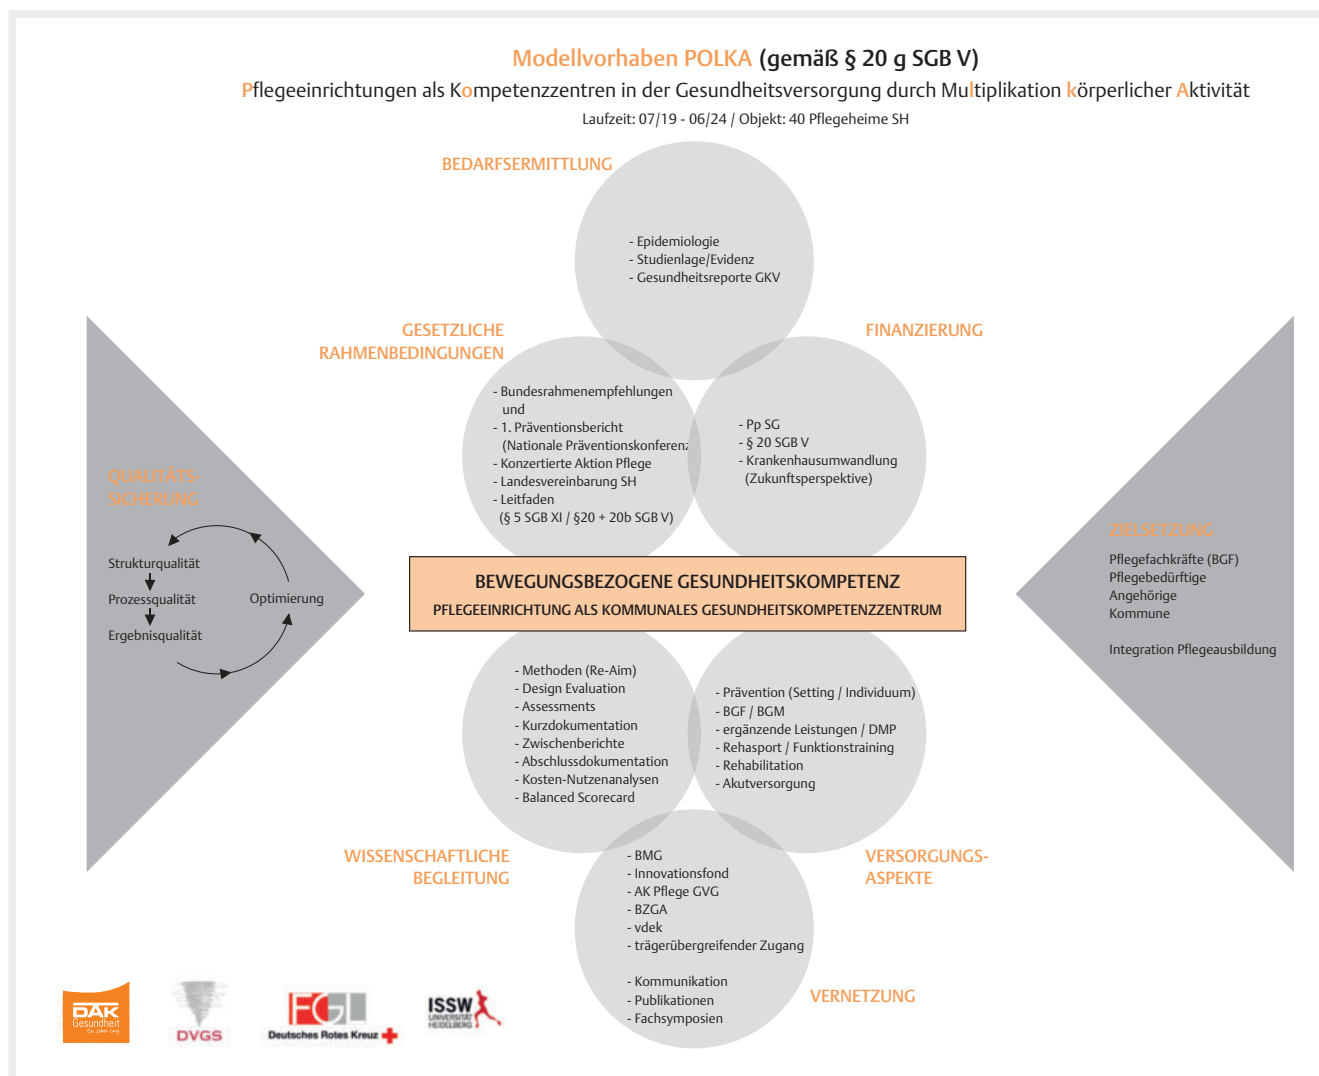 Modellvorhaben POLKA (gemäß § 20 g SGB V)
Pflegeeinrichtungen als Kompetenzzentren in der Gesundheitsversorgung durch Multiplikation körperlicher Aktivität
Laufzeit: 07/19 - 06/24 / Objekt: 40 Pflegeheime SH
BEDARFSERMITTLUNG
- Epidemiologie
- Studienlage/Evidenz
- Gesundheitsreporte GKV
GESETZLICHE
RAHMENBEDINGUNGEN
- Bundesrahmenempfehlungen
und
- 1. Präventionsbericht
(Nationale Präventionskonferenz
- Konzertierte Aktion Pflege
- Landesvereinbarung SH
- Leitfaden
(§ 5 SGB XI / §20 + 20b SGB V)
FINANZIERUNG
- Pp SG
- § 20 SGB V
- Krankenhausumwandlung
(Zukunftsperspektive)
QUALITÄTS-
SICHERUNG
Strukturqualität
Prozessqualität
Ergebnisqualität
Optimierung
BEWEGUNGSBEZOGENE GESUNDHEITSKOMPETENZ
PFLEGEEINRICHTUNG ALS KOMMUNALES GESUNDHEITSKOMPETENZZENTRUM
ZIELSETZUNG
Pflegefachkräfte (BGF)
Pflegebedürftige
Angehörige
Kommune
Integration Pflegeausbildung
- Methoden (Re-Aim)
- Design Evaluation
- Assessments
- Kurzdokumentation
- Zwischenberichte
- Abschlussdokumentation
- Kosten-Nutzenanalysen
- Balanced Scorecard
WISSENSCHAFTLICHE
BEGLEITUNG
- Prävention (Setting / Individuum)
- BGF / BGM
- ergänzende Leistungen / DMP
- Rehasport / Funktionstraining
- Rehabilitation
- Akutversorgung
VERSORGUNGS-
ASPEKTE
- BMG
- Innovationsfond
- AK Pflege GVG
- BZGA
- vdek
- trägerübergreifender Zugang
- Kommunikation
- Publikationen
- Fachsymposien
VERNETZUNG
DAK
Gesundheit
DVGS
FGL
Deutsches Rotes Kreuz
ISSW
UNIVERSITÄT
HEIDELBERG